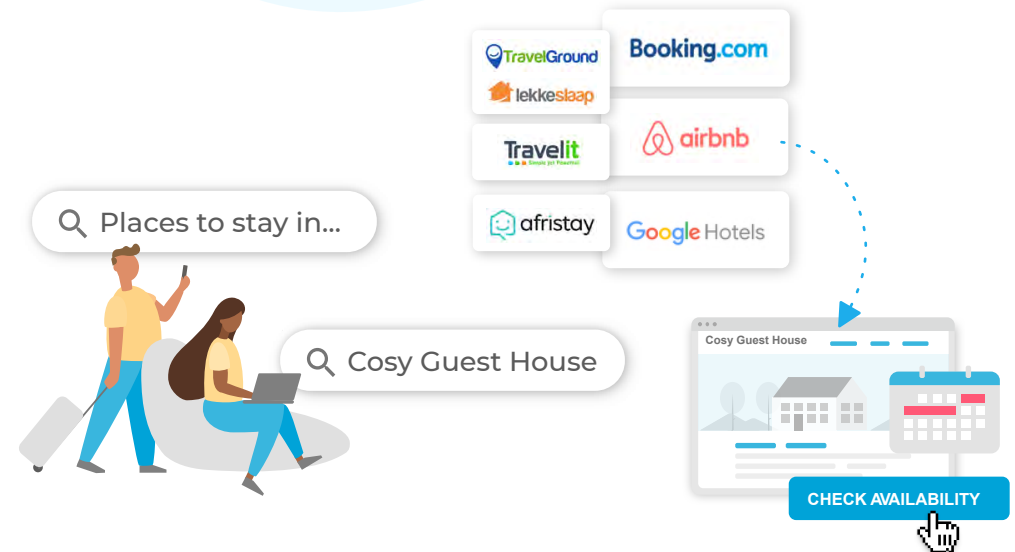 TravelGround
lekkeslaap
Booking.com
Travelit
airbnb
afristay
Google Hotels
Places to stay in...
Cosy Guest House
Cosy Guest House
CHECK AVAILABILITY